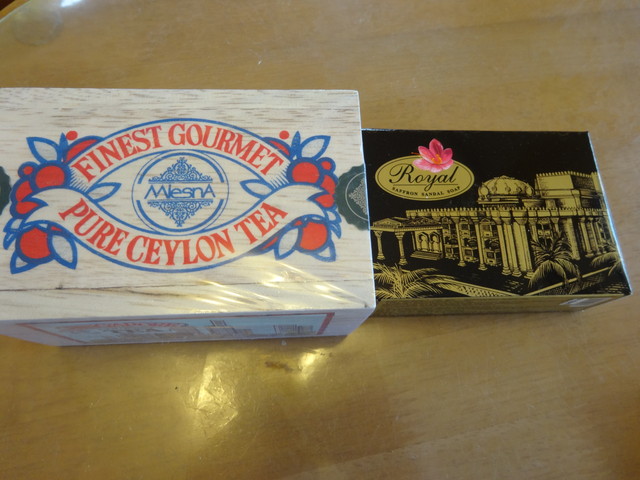 FINEST GOURMET
MlesnA
PURE CEYLON TEA
Royal
SAFFRON SANDAL SOAP